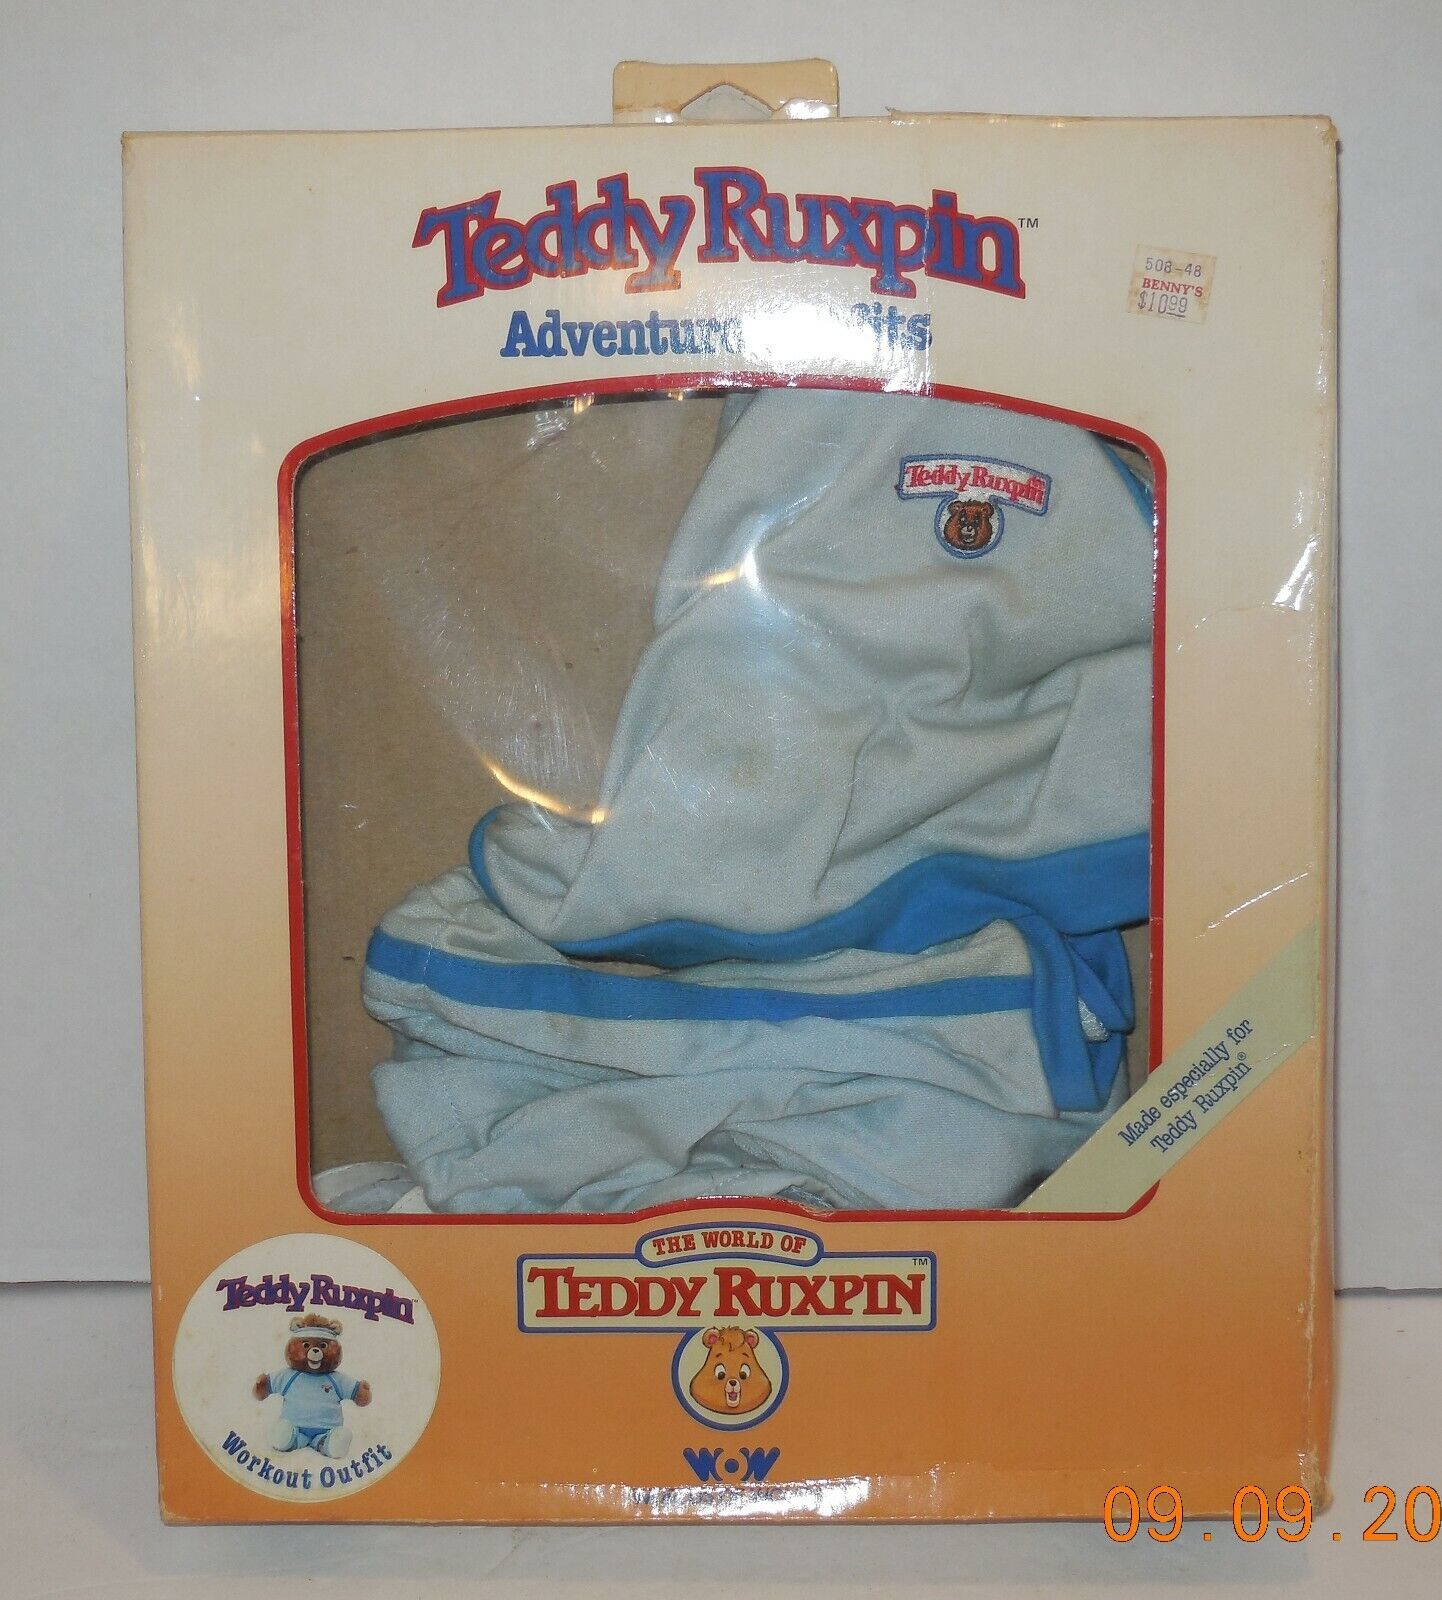 Teddy Ruxpin™
Adventure
508-48
BENNY'S
$10.99
Teddy Ruxpin
Made especially for
Teddy Ruxpin®
THE WORLD OF
TEDDY RUXPIN™
WOW
Teddy Ruxpin™
Workout Outfit
09.09.20